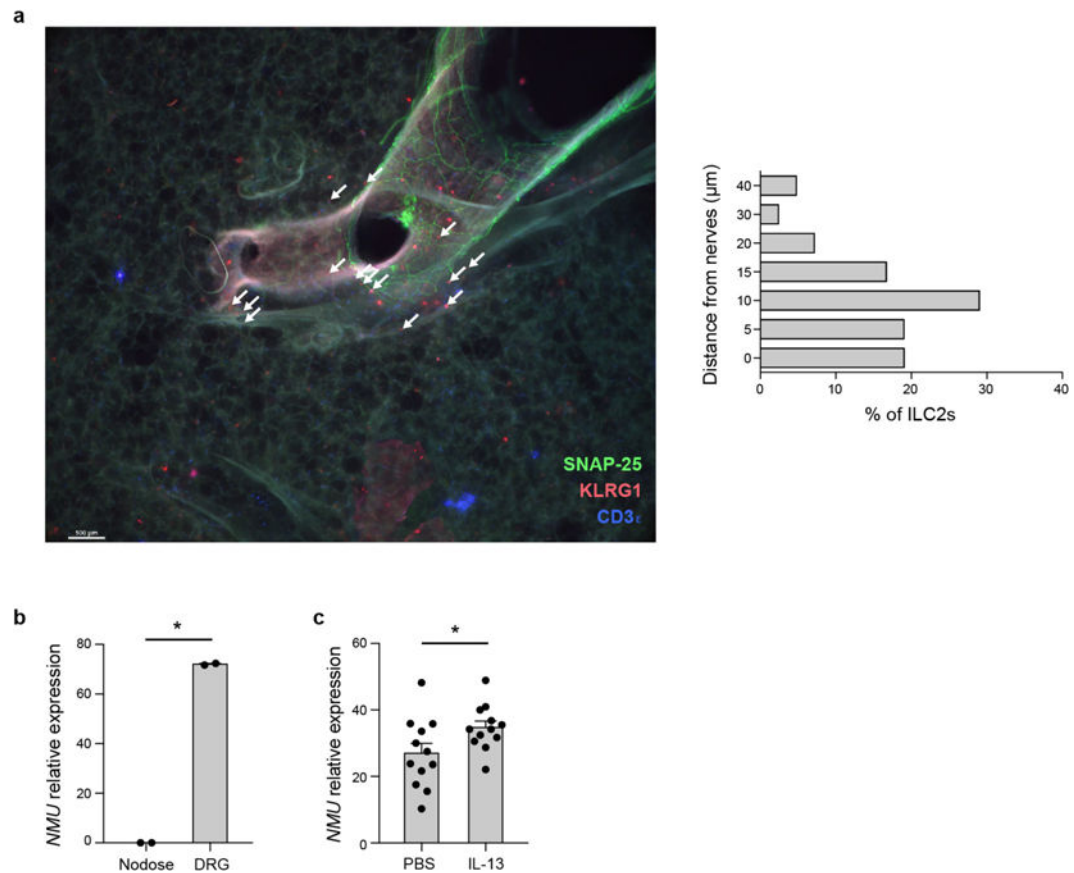 a
SNAP-25
KLRG1
CD3ε
100 µm
Distance from nerves (µm)
40
30
20
15
10
5
0
0 10 20 30 40
% of ILC2s
b
*
NMU relative expression
80
60
40
20
0
Nodose DRG
c
*
NMU relative expression
60
40
20
0
PBS IL-13